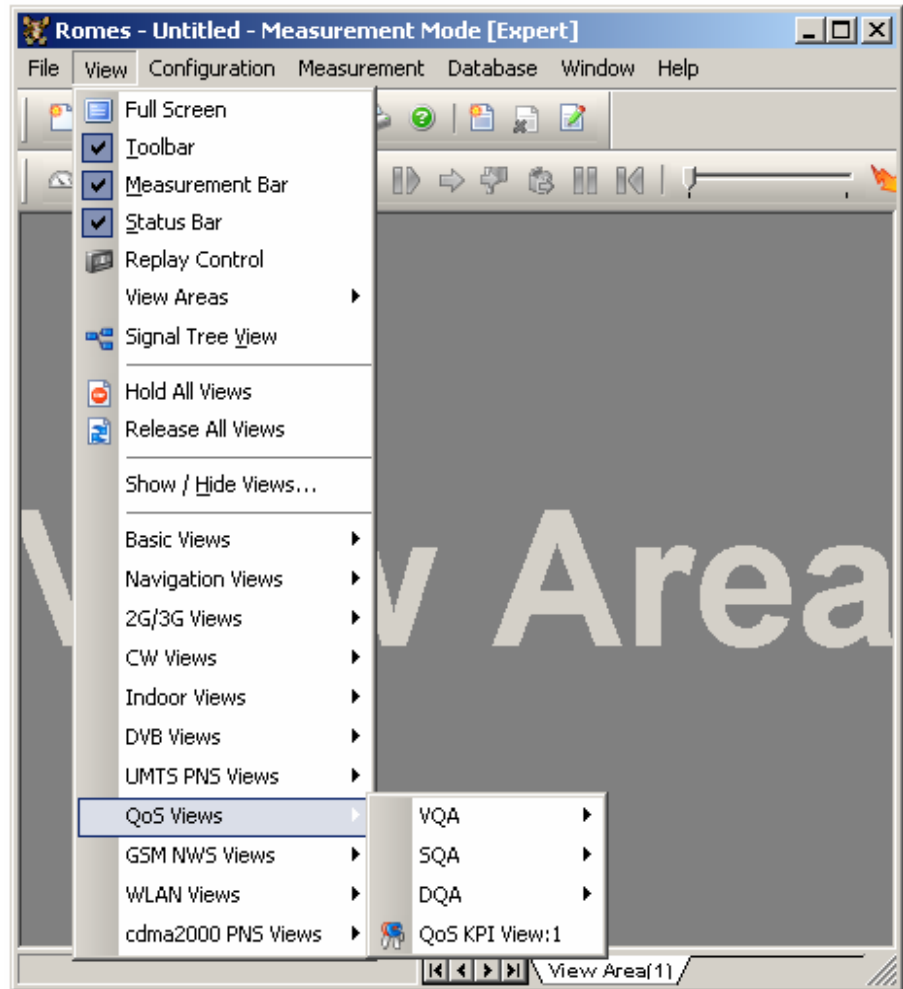 Romes - Untitled - Measurement Mode [Expert]
File View Configuration Measurement Database Window Help
Full Screen
Toolbar
Measurement Bar
Status Bar
Replay Control
View Areas
Signal Tree View
Hold All Views
Release All Views
Show / Hide Views...
Basic Views
Navigation Views
2G/3G Views
CW Views
Indoor Views
DVB Views
UMTS PNS Views
QoS Views
GSM NWS Views
WLAN Views
cdma2000 PNS Views
VQA
SQA
DQA
QoS KPI View:1
Area
View Area(1)